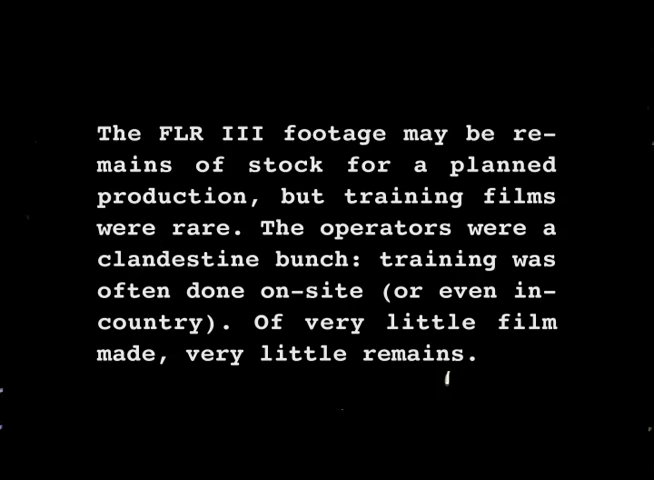 The FLR III footage may be re-
mains of stock for a planned
production, but training films
were rare. The operators were a
clandestine bunch: training was
often done on-site (or even in-
country). Of very little film
made, very little remains.